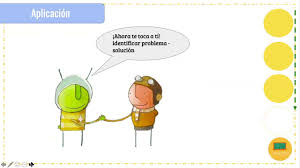 Aplicación
¡Ahora te toca a ti!
identificar problema -
solución